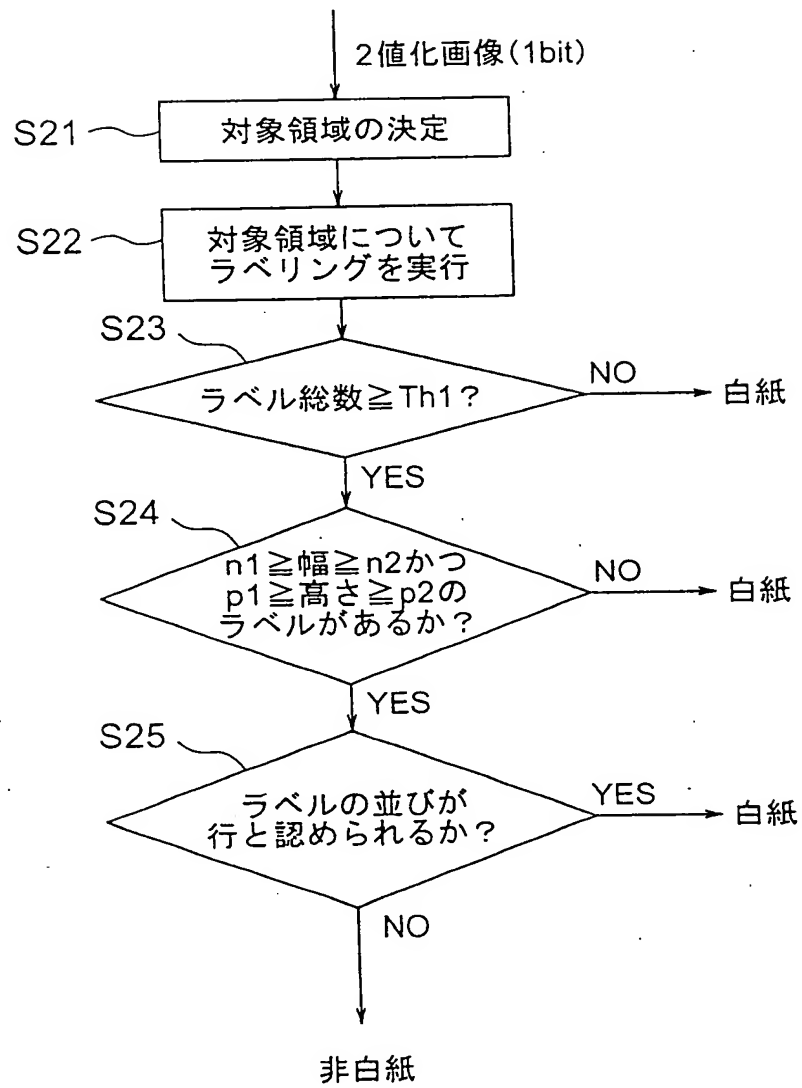 2値化画像(1bit)
S21
対象領域の決定
S22
対象領域について
ラベリングを実行
S23
ラベル総数≧Th1?
NO
白紙
YES
S24
n1≧幅≧n2かつ
p1≧高さ≧p2の
ラベルがあるか?
NO
白紙
YES
S25
ラベルの並びが
行と認められるか?
YES
白紙
NO
非白紙